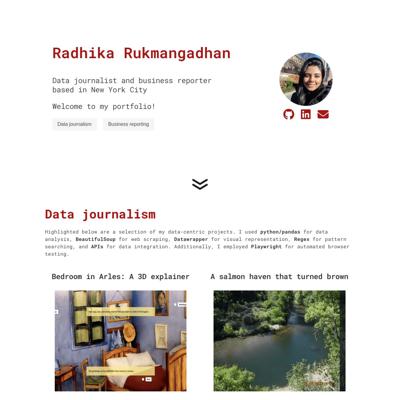 Radhika Rukmangadhan
Data journalist and business reporter
based in New York City
Welcome to my portfolio!
Data journalism
Business reporting
Data journalism
Highlighted below are a selection of my data-centric projects. I used python/pandas for data
analysis, BeautifulSoup for web scraping, Datawrapper for visual representation, Regex for pattern
searching, and APIs for data integration. Additionally, I employed Playwright for automated browser
testing.
Bedroom in Arles: A 3D explainer
A salmon haven that turned brown